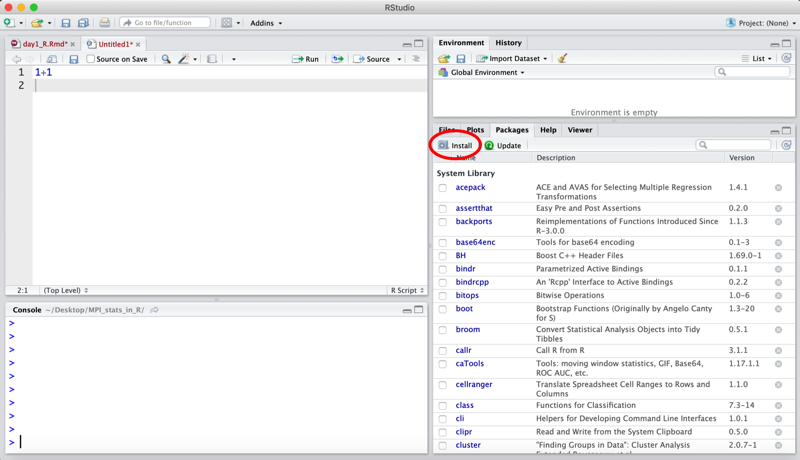 RStudio
Go to file/function
Addins
Project: (None)
day1_R.Rmd* Untitled1*
Source on Save Run Source
1 1+1
2
2:1 (Top Level) R Script
Console ~/Desktop/MPI_stats_in_R/
>
>
>
>
>
>
>
>
>
>
Environment History
Import Dataset List
Global Environment
Environment is empty
Files Plots Packages Help Viewer
Install Update
Name Description Version
System Library
acepack ACE and AVAS for Selecting Multiple Regression 1.4.1
Transformations
assertthat Easy Pre and Post Assertions 0.2.0
backports Reimplementations of Functions Introduced Since 1.1.3
R-3.0.0
base64enc Tools for base64 encoding 0.1-3
BH Boost C++ Header Files 1.69.0-1
bindr Parametrized Active Bindings 0.1.1
bindrcpp An 'Rcpp' Interface to Active Bindings 0.2.2
bitops Bitwise Operations 1.0-6
boot Bootstrap Functions (Originally by Angelo Canty 1.3-20
for S)
broom Convert Statistical Analysis Objects into Tidy 0.5.1
Tibbles
callr Call R from R 3.1.1
caTools Tools: moving window statistics, GIF, Base64, 1.17.1.1
ROC AUC, etc.
cellranger Translate Spreadsheet Cell Ranges to Rows and 1.1.0
Columns
class Functions for Classification 7.3-14
cli Helpers for Developing Command Line Interfaces 1.0.1
clipr Read and Write from the System Clipboard 0.5.0
cluster "Finding Groups in Data": Cluster Analysis 2.0.7-1